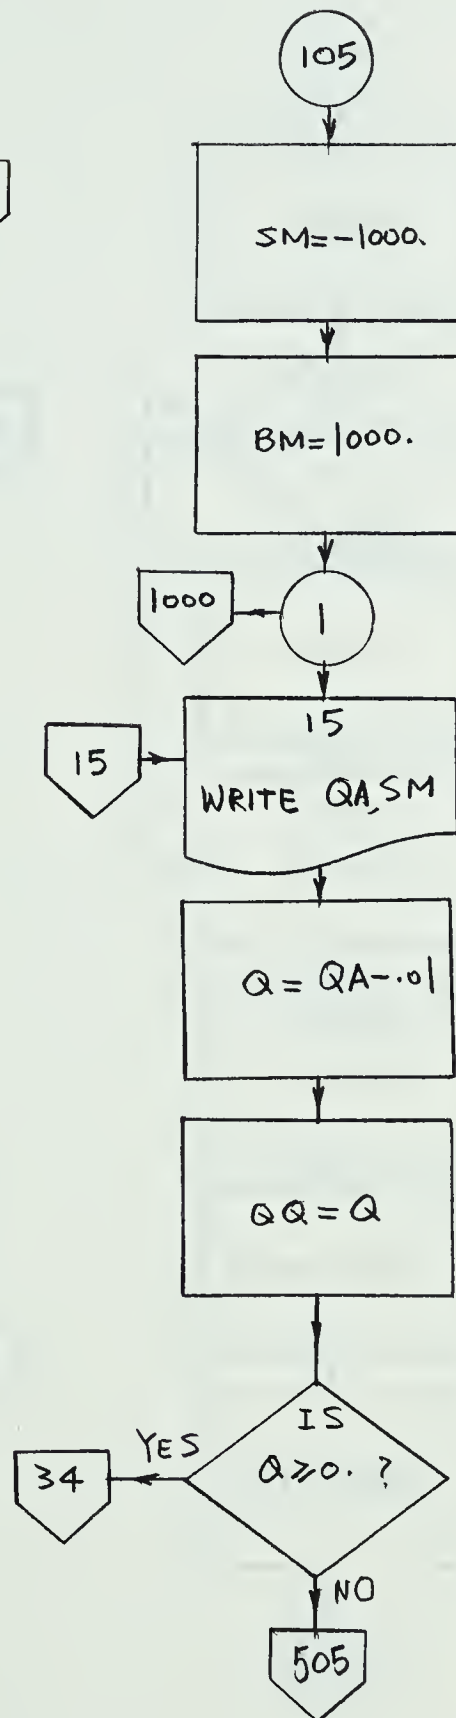 105
SM=-1000.
BM=1000.
1000
1
15
15
WRITE QA,SM
Q = QA-.01
QQ = Q
IS
Q≥0. ?
YES
34
NO
505